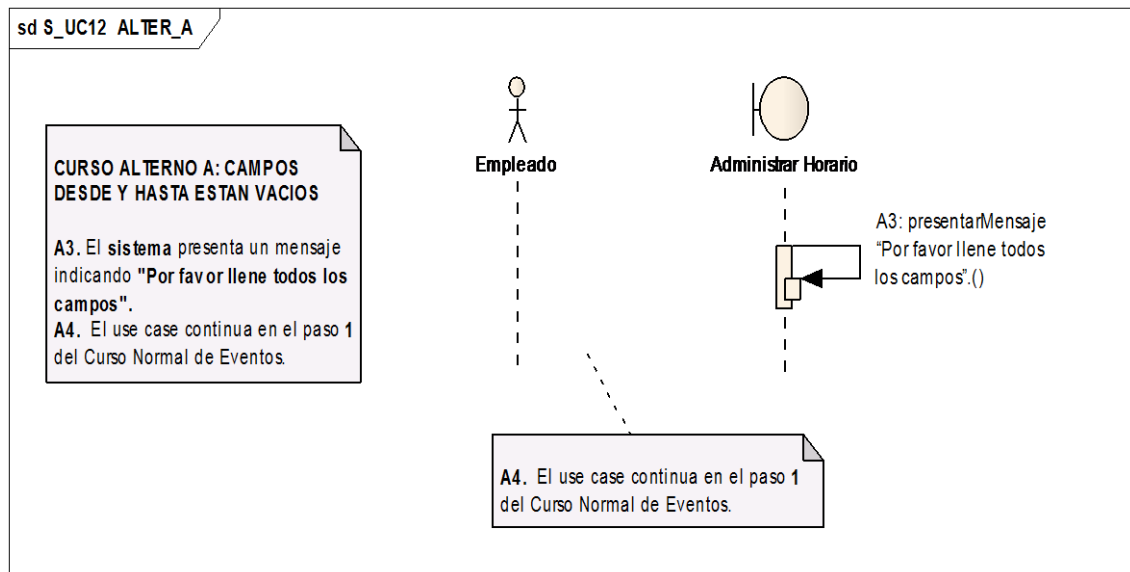 sd S_UC12 ALTER_A
CURSO ALTERNO A: CAMPOS
DESDE Y HASTA ESTAN VACIOS
A3. El sistema presenta un mensaje
indicando "Por favor llene todos los
campos".
A4. El use case continua en el paso 1
del Curso Normal de Eventos.
Empleado
Administrar Horario
A3: presentarMensaje
“Por favor llene todos
los campos”.()
A4. El use case continua en el paso 1
del Curso Normal de Eventos.